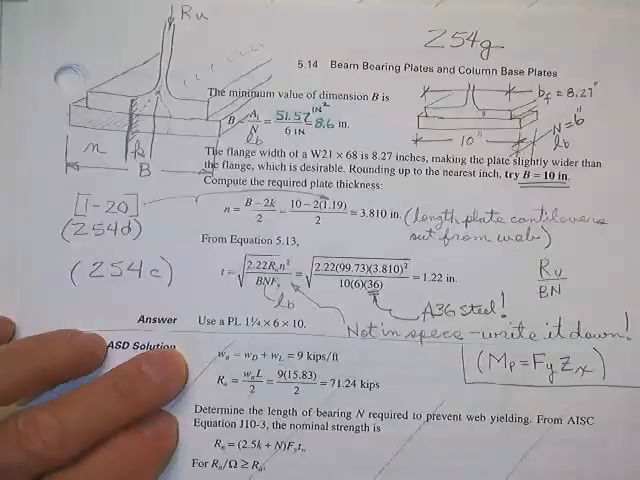 Ru
254g
5.14 Beam Bearing Plates and Column Base Plates
The minimum value of dimension B is
B = A1/N = 51.57 IN²/6 IN = 8.6 in.
lb
bf = 8.27"
N = 6"
lb
10"
n
k
B
The flange width of a W21 × 68 is 8.27 inches, making the plate slightly wider than
the flange, which is desirable. Rounding up to the nearest inch, try B = 10 in.
Compute the required plate thickness:
[1-20]
(254d)
n = B − 2k/2 = 10 − 2(1.19)/2 = 3.810 in. (length plate cantilevers
out from web)
From Equation 5.13,
(254c)
t = √2.22Run²/BNFy = √2.22(99.73)(3.810)²/10(6)(36) = 1.22 in.
lb
Ru/BN
A36 steel!
Answer Use a PL 1¼ × 6 × 10.
Not in specs - write it down!
(Mp = Fy Zx)
ASD Solution
wa = wD + wL = 9 kips/ft
Ra = waL/2 = 9(15.83)/2 = 71.24 kips
Determine the length of bearing N required to prevent web yielding. From AISC
Equation J10-3, the nominal strength is
Rn = (2.5k + N)Fytw
For Rn/Ω ≥ Ra,